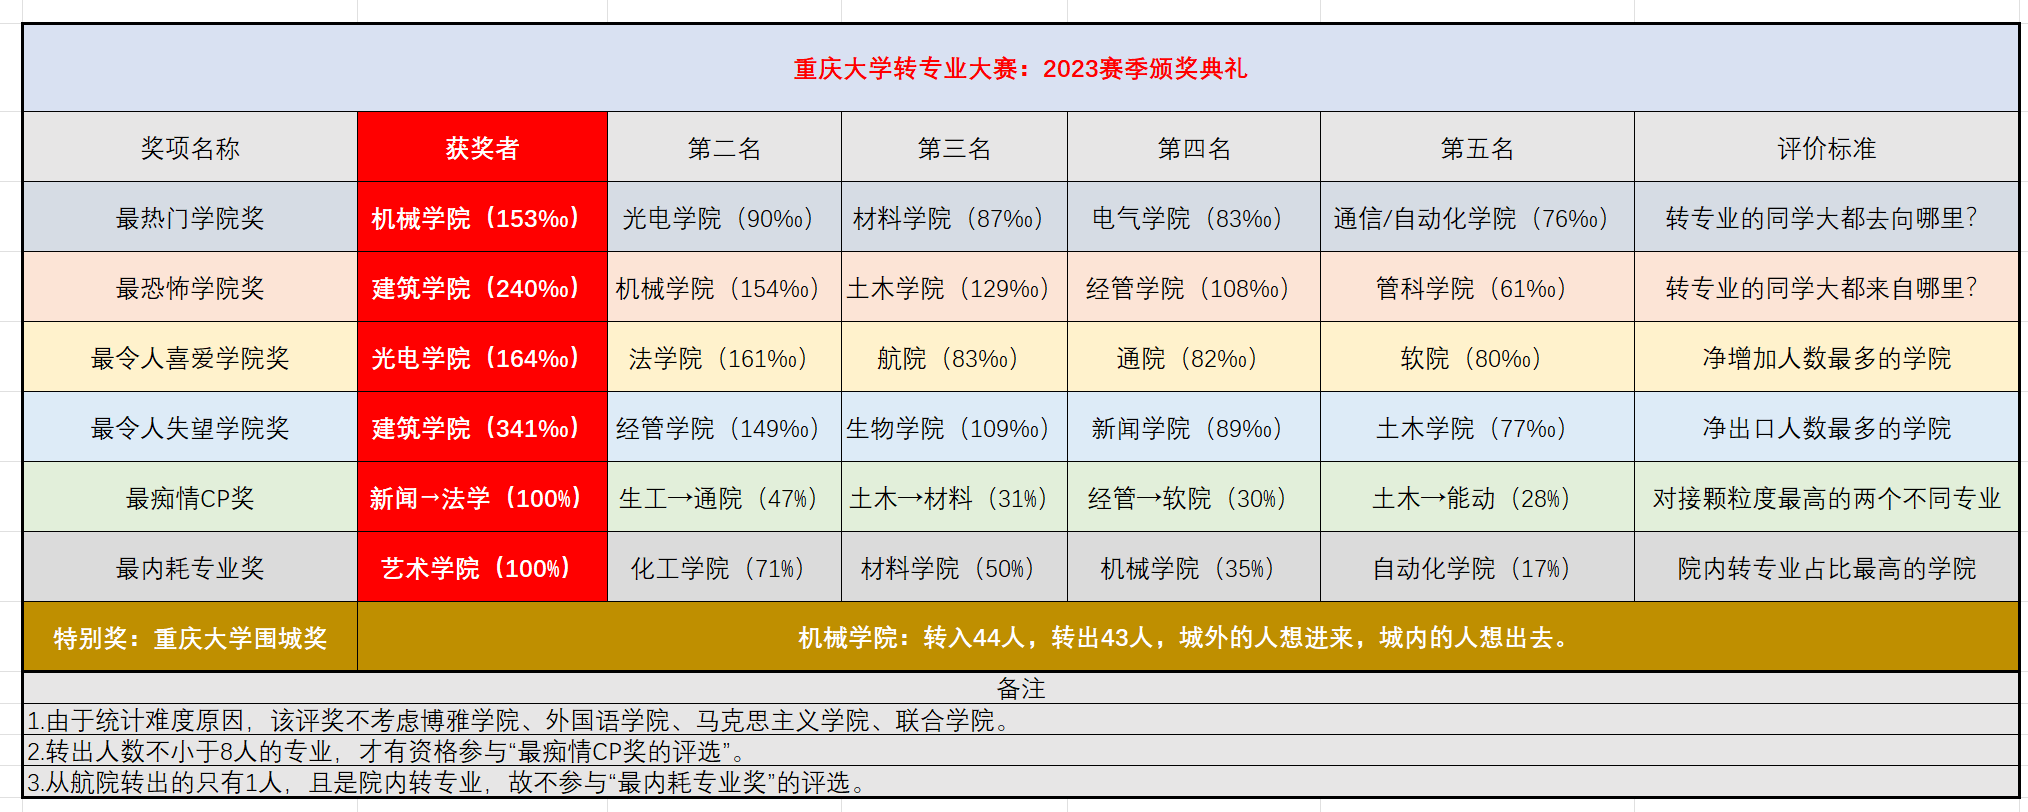 重庆大学转专业大赛：2023赛季颁奖典礼
奖项名称 获奖者 第二名 第三名 第四名 第五名 评价标准
最热门学院奖 机械学院（153‰） 光电学院（90‰） 材料学院（87‰） 电气学院（83‰） 通信/自动化学院（76‰） 转专业的同学大都去向哪里？
最恐怖学院奖 建筑学院（240‰） 机械学院（154‰） 土木学院（129‰） 经管学院（108‰） 管科学院（61‰） 转专业的同学大都来自哪里？
最令人喜爱学院奖 光电学院（164‰） 法学院（161‰） 航院（83‰） 通院（82‰） 软院（80‰） 净增加人数最多的学院
最令人失望学院奖 建筑学院（341‰） 经管学院（149‰） 生物学院（109‰） 新闻学院（89‰） 土木学院（77‰） 净出口人数最多的学院
最痴情CP奖 新闻→法学（100%） 生工→通院（47%） 土木→材料（31%） 经管→软院（30%） 土木→能动（28%） 对接颗粒度最高的两个不同专业
最内耗专业奖 艺术学院（100%） 化工学院（71%） 材料学院（50%） 机械学院（35%） 自动化学院（17%） 院内转专业占比最高的学院
特别奖：重庆大学围城奖 机械学院：转入44人，转出43人，城外的人想进来，城内的人想出去。
备注
1.由于统计难度原因，该评奖不考虑博雅学院、外国语学院、马克思主义学院、联合学院。
2.转出人数不小于8人的专业，才有资格参与“最痴情CP奖的评选”。
3.从航院转出的只有1人，且是院内转专业，故不参与“最内耗专业奖”的评选。